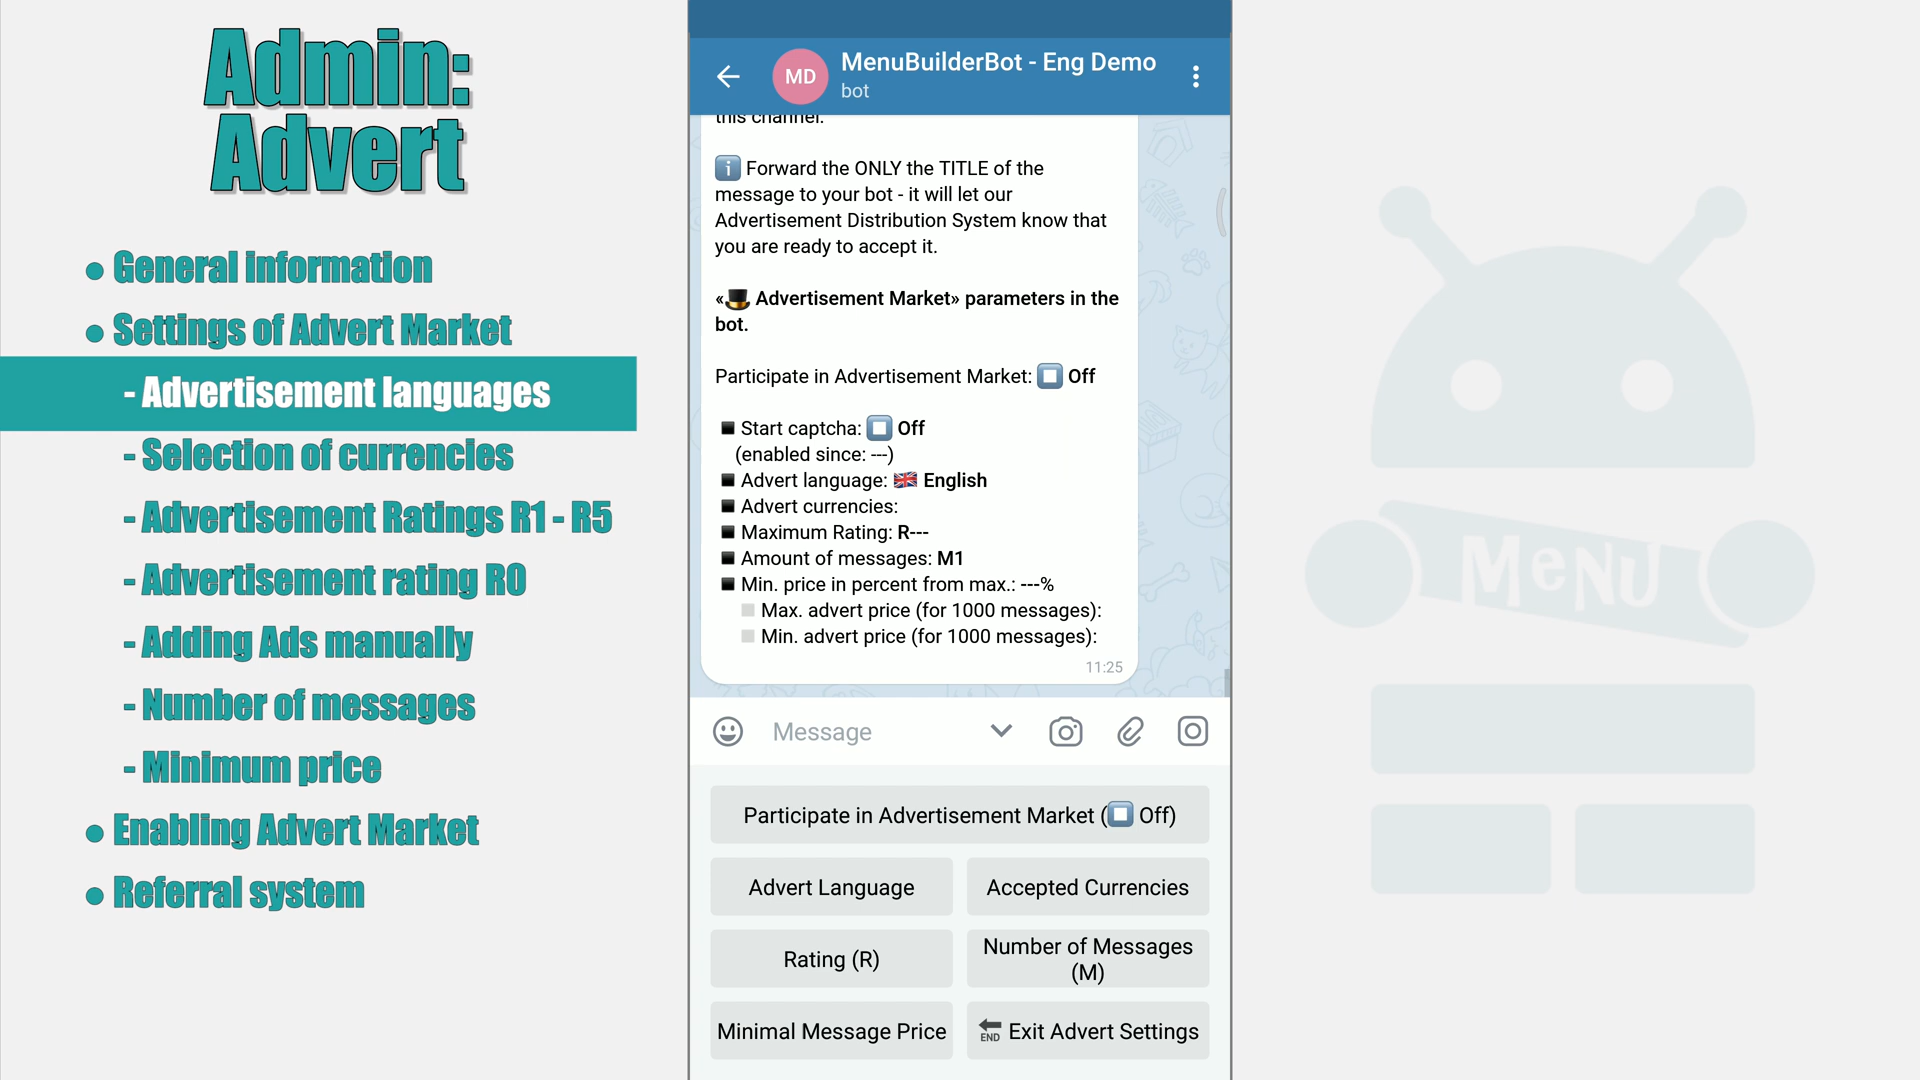 Admin:
Advert
● General information
● Settings of Advert Market
- Advertisement languages
- Selection of currencies
- Advertisement Ratings R1 - R5
- Advertisement rating R0
- Adding Ads manually
- Number of messages
- Minimum price
● Enabling Advert Market
● Referral system
MD
MenuBuilderBot - Eng Demo
bot
this channel.
ℹ️ Forward the ONLY the TITLE of the
message to your bot - it will let our
Advertisement Distribution System know that
you are ready to accept it.
«🎩 Advertisement Market» parameters in the
bot.
Participate in Advertisement Market: ⏹ Off
◾ Start captcha: ⏹ Off
(enabled since: ---)
◾ Advert language: 🇬🇧 English
◾ Advert currencies:
◾ Maximum Rating: R---
◾ Amount of messages: M1
◾ Min. price in percent from max.: ---%
◽ Max. advert price (for 1000 messages):
◽ Min. advert price (for 1000 messages):
11:25
Message
Participate in Advertisement Market (⏹ Off)
Advert Language
Accepted Currencies
Rating (R)
Number of Messages
(M)
Minimal Message Price
🔚 Exit Advert Settings
MeNU